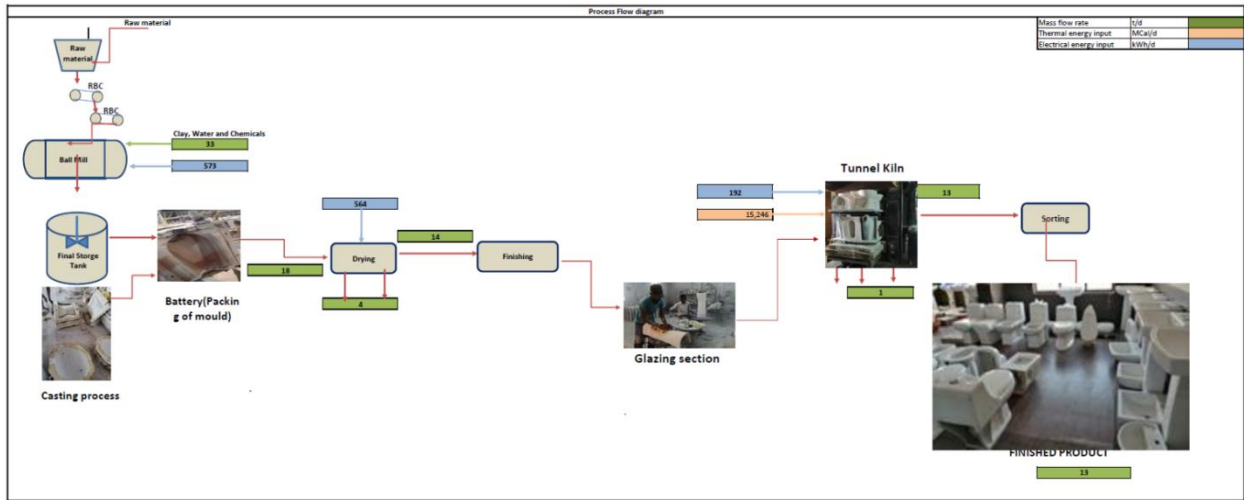 Process Flow diagram
Raw material
Mass flow rate t/d
Thermal energy input MCal/d
Electrical energy input kWh/d
Raw
material
RBC
RBC
Clay, Water and Chemicals
33
Ball Mill
573
Tunnel Kiln
192
13
15,246
Sorting
564
14
Final Storge
Tank
Drying
Finishing
18
1
4
Battery(Packin
g of mould)
Glazing section
Casting process
FINISHED PRODUCT
13